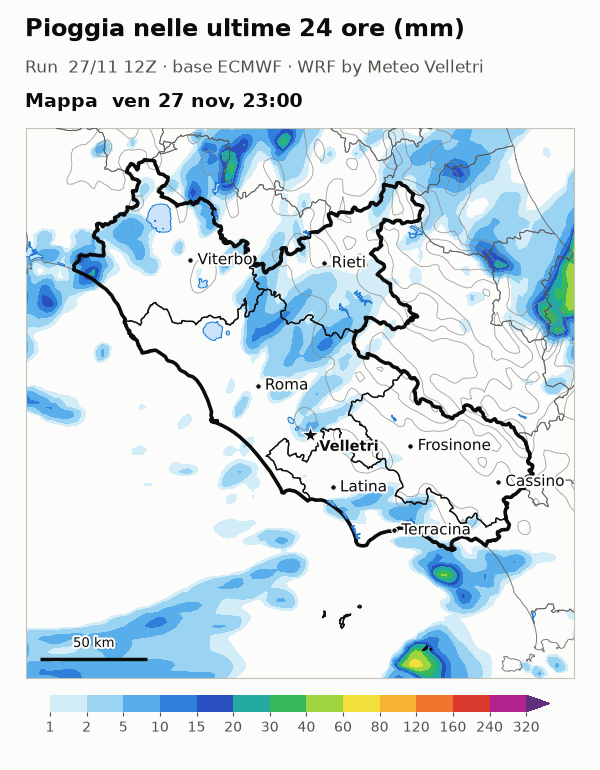 Pioggia nelle ultime 24 ore (mm)
Run  27/11 12Z · base ECMWF · WRF by Meteo Velletri
Mappa  ven 27 nov, 23:00
Viterbo
Rieti
Roma
Velletri
Frosinone
Cassino
Latina
Terracina
50 km
1 2 5 10 15 20 30 40 60 80 120 160 240 320